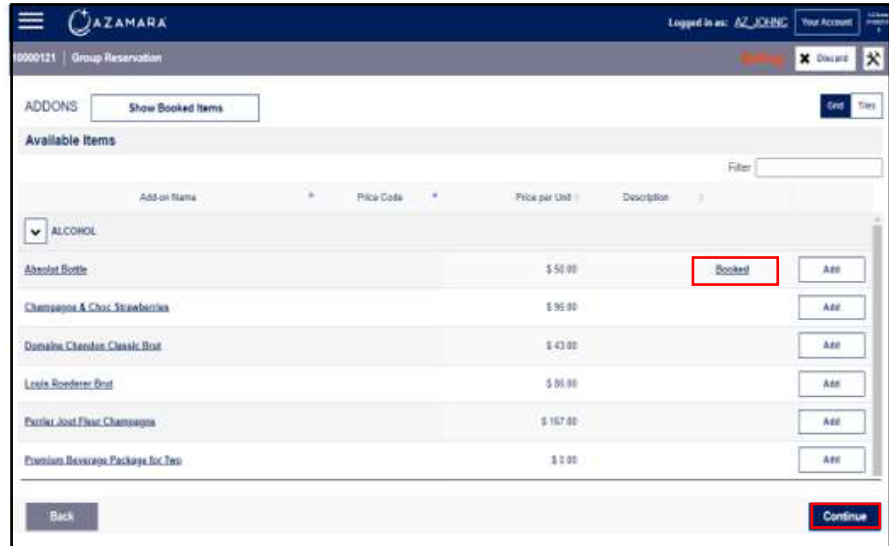 AZAMARA
Logged in as: AZ_JOHNC Your Account
10000121 | Group Reservation
Discard
ADDONS Show Booked Items Grid Tiles
Available Items
Filter
Add-on Name Price Code Price per Unit Description
ALCOHOL
Absolut Bottle $ 50.00 Booked Add
Champagne & Choc Strawberries $ 95.00 Add
Domaine Chandon Classic Brut $ 43.00 Add
Louis Roederer Brut Add
Perrier Jouet Fleur Champagne $ 167.00 Add
Premium Beverage Package for Two $ 0.00 Add
Back Continue